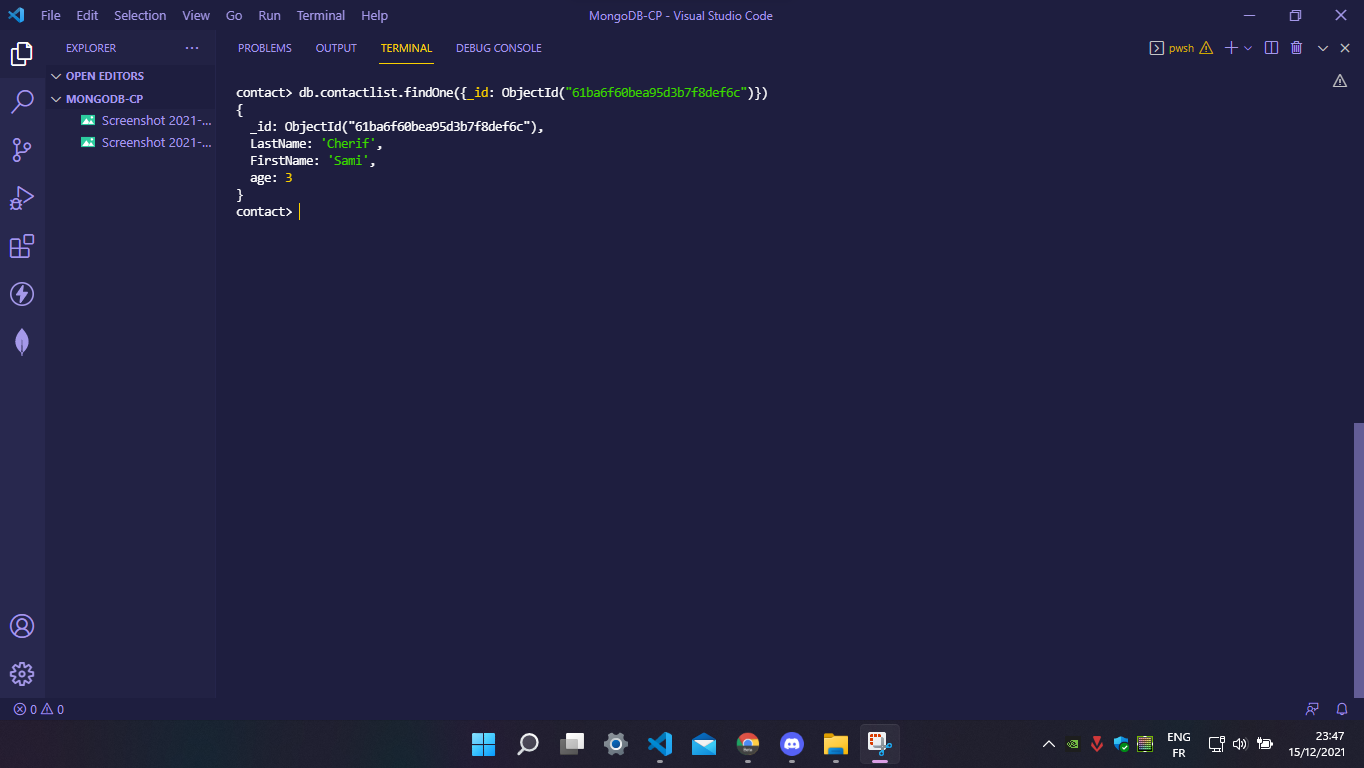 File Edit Selection View Go Run Terminal Help MongoDB-CP - Visual Studio Code
EXPLORER ···
PROBLEMS OUTPUT TERMINAL DEBUG CONSOLE pwsh
OPEN EDITORS
MONGODB-CP
Screenshot 2021-...
Screenshot 2021-...
contact> db.contactlist.findOne({_id: ObjectId("61ba6f60bea95d3b7f8def6c")})
{
  _id: ObjectId("61ba6f60bea95d3b7f8def6c"),
  LastName: 'Cherif',
  FirstName: 'Sami',
  age: 3
}
contact>
0 0
ENG
FR
23:47
15/12/2021